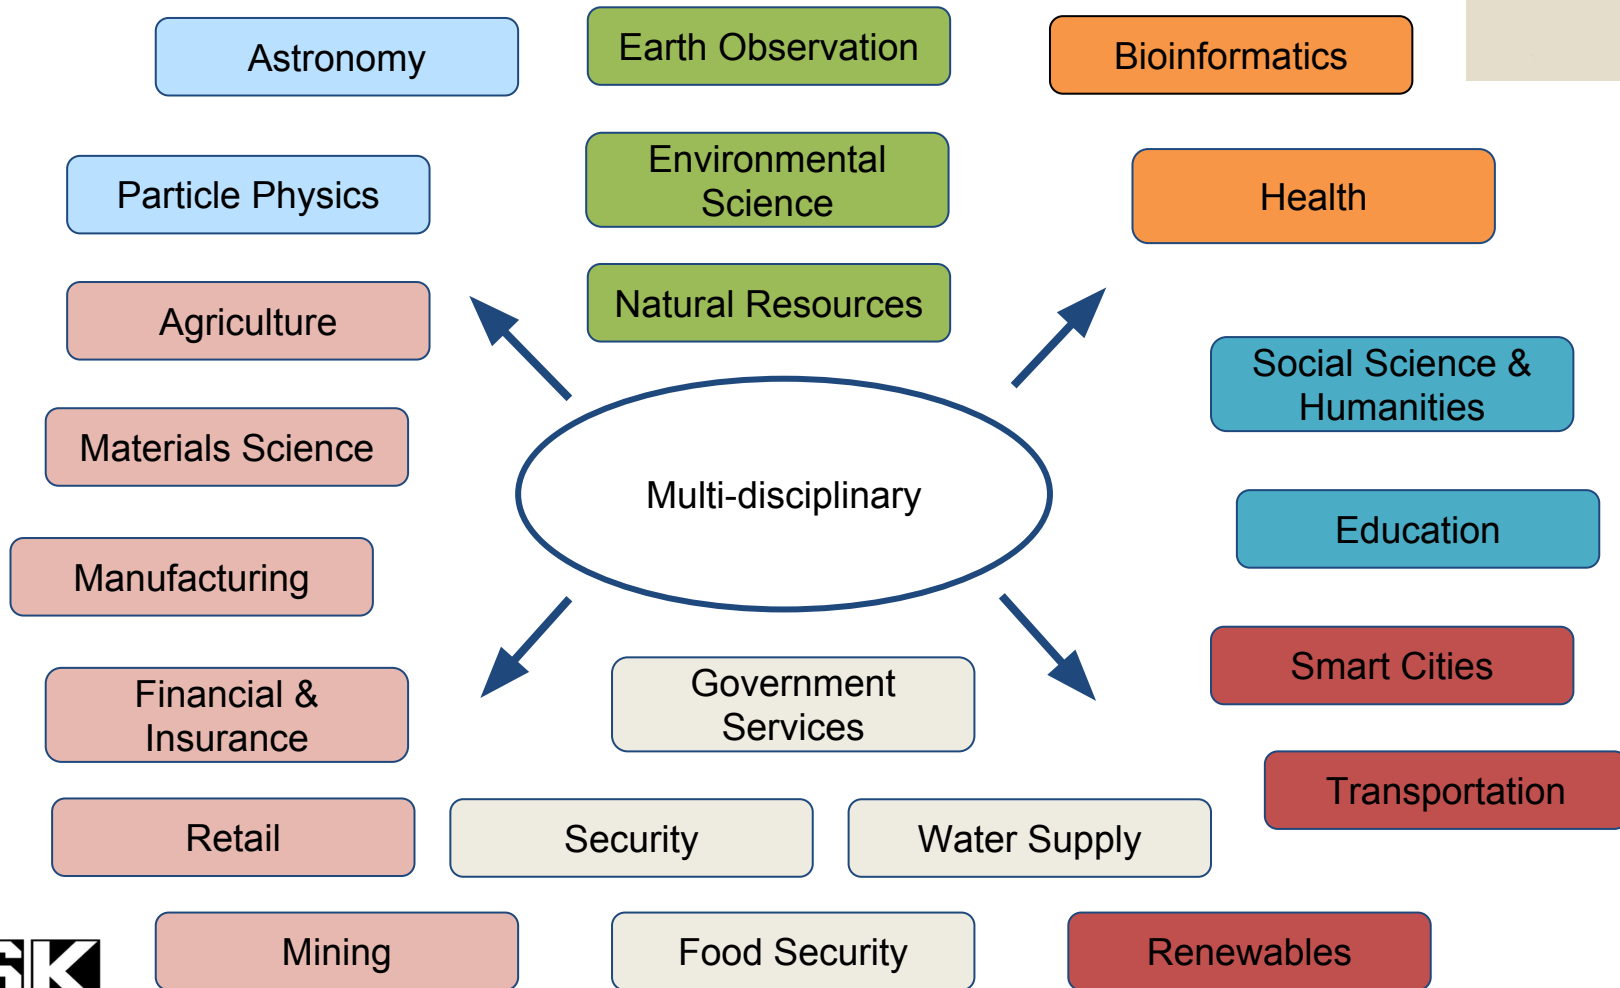 Astronomy
Earth Observation
Bioinformatics
Particle Physics
Environmental
Science
Health
Agriculture
Natural Resources
Social Science &
Humanities
Materials Science
Multi-disciplinary
Education
Manufacturing
Smart Cities
Financial &
Insurance
Government
Services
Transportation
Retail
Security
Water Supply
Mining
Food Security
Renewables